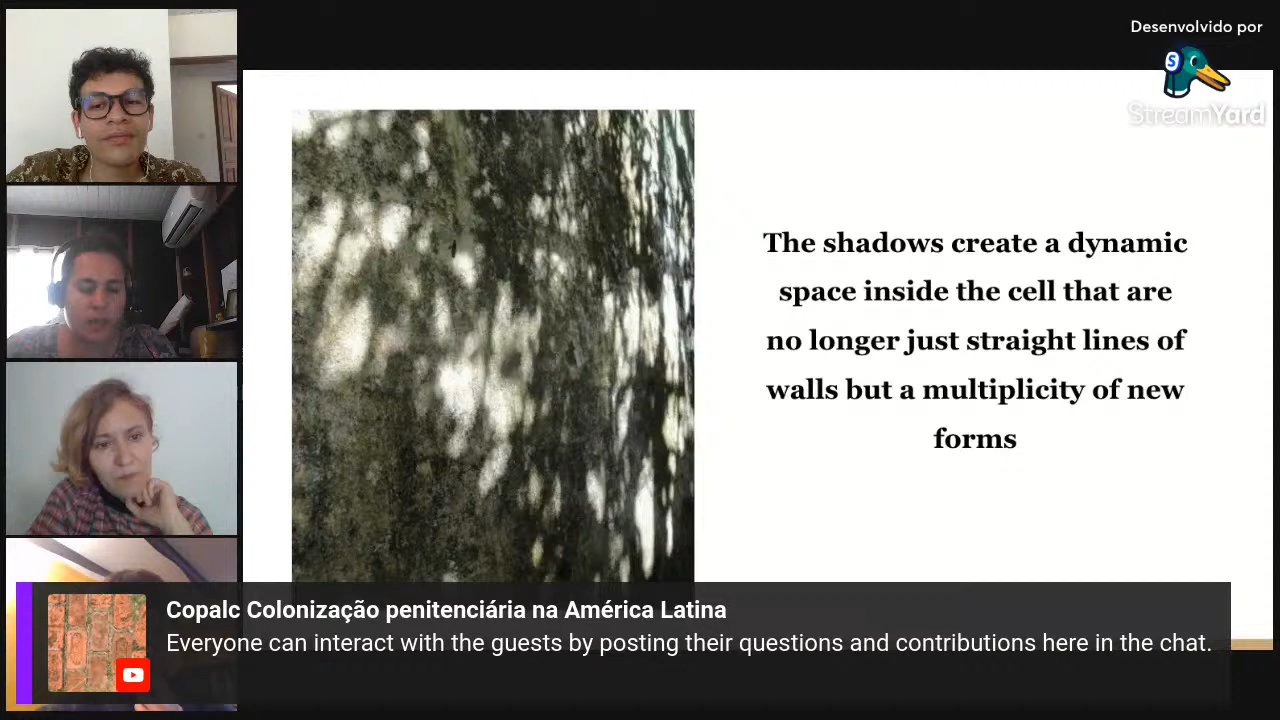 Desenvolvido por
S
StreamYard
The shadows create a dynamic
space inside the cell that are
no longer just straight lines of
walls but a multiplicity of new
forms
Copalc Colonização penitenciária na América Latina
Everyone can interact with the guests by posting their questions and contributions here in the chat.